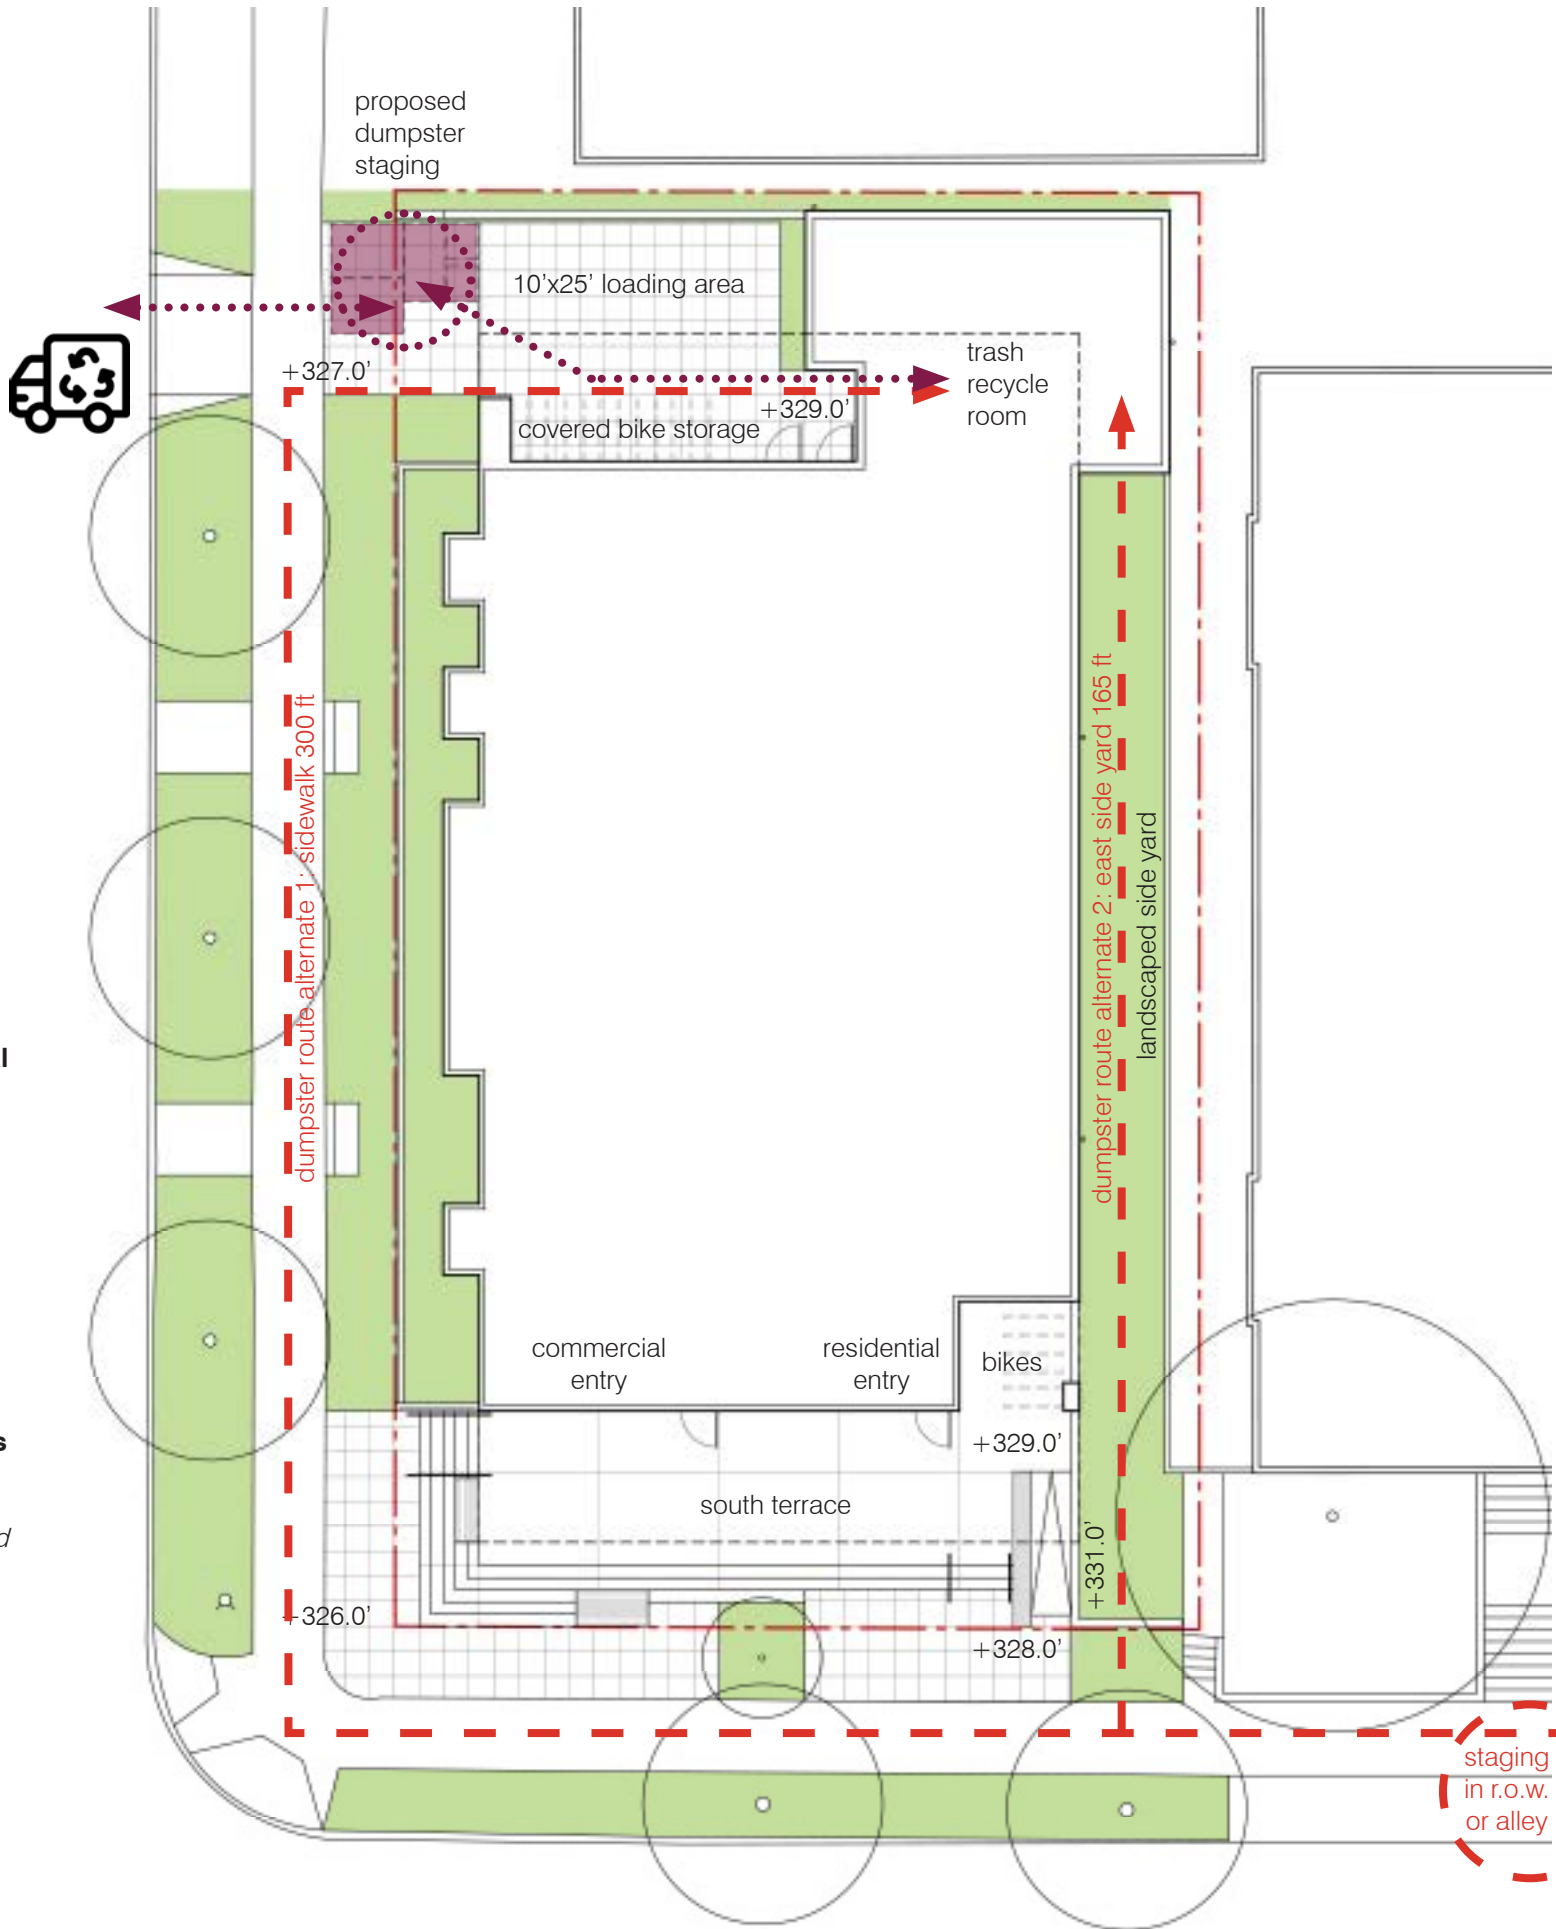 proposed
dumpster
staging
10’x25’ loading area
trash
recycle
room
+327.0’
+329.0’
covered bike storage
dumpster route alternate 1: sidewalk 300 ft
dumpster route alternate 2: east side yard 165 ft
landscaped side yard
l
commercial
entry
residential
entry
bikes
s
+329.0’
south terrace
d
+331.0’
+326.0’
+328.0’
staging
in r.o.w.
or alley